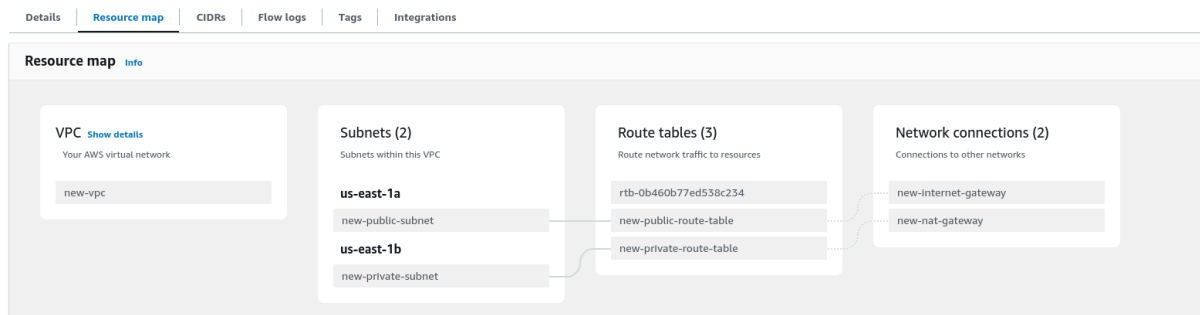 Details
Resource map
CIDRs
Flow logs
Tags
Integrations
Resource map Info
VPC Show details
Your AWS virtual network
new-vpc
Subnets (2)
Subnets within this VPC
us-east-1a
new-public-subnet
us-east-1b
new-private-subnet
Route tables (3)
Route network traffic to resources
rtb-0b460b77ed538c234
new-public-route-table
new-private-route-table
Network connections (2)
Connections to other networks
new-internet-gateway
new-nat-gateway